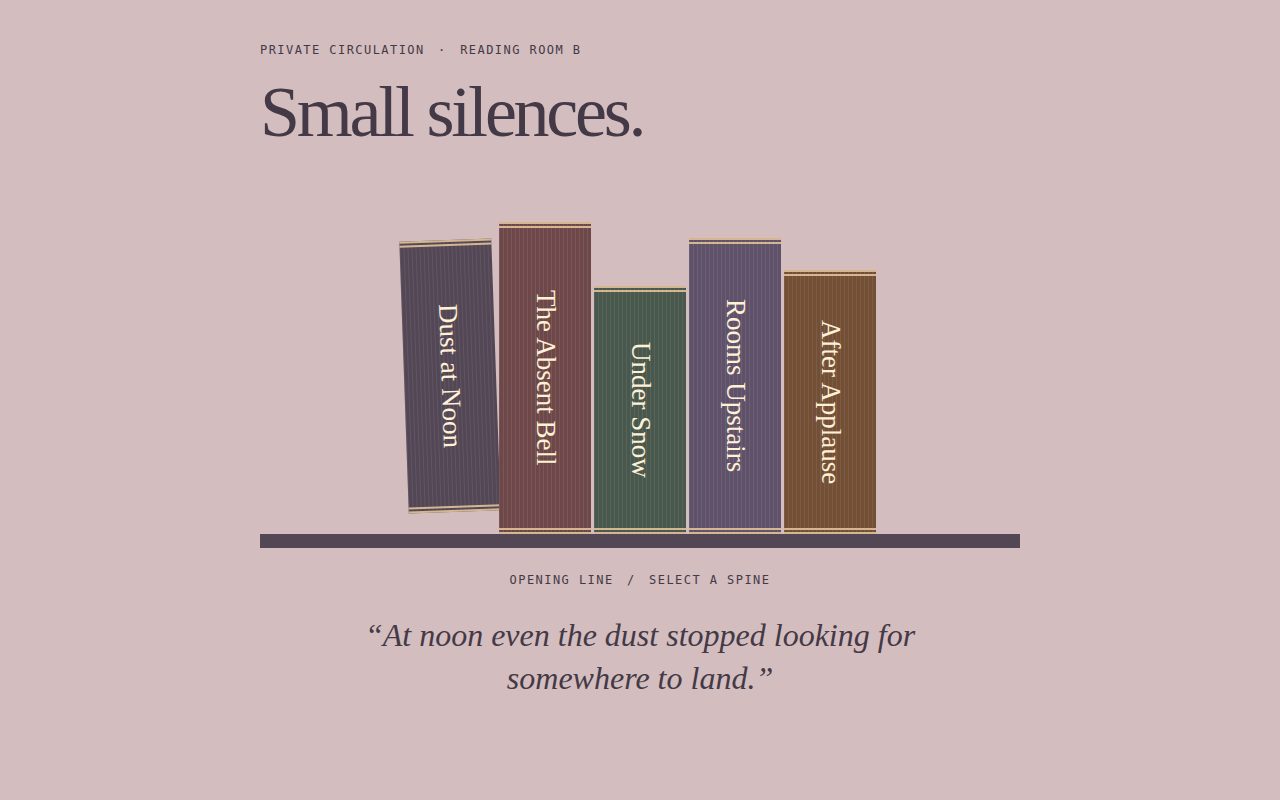 PRIVATE CIRCULATION · READING ROOM B
Small silences.
Dust at Noon
The Absent Bell
Under Snow
Rooms Upstairs
After Applause
OPENING LINE / SELECT A SPINE
“At noon even the dust stopped looking for
somewhere to land.”